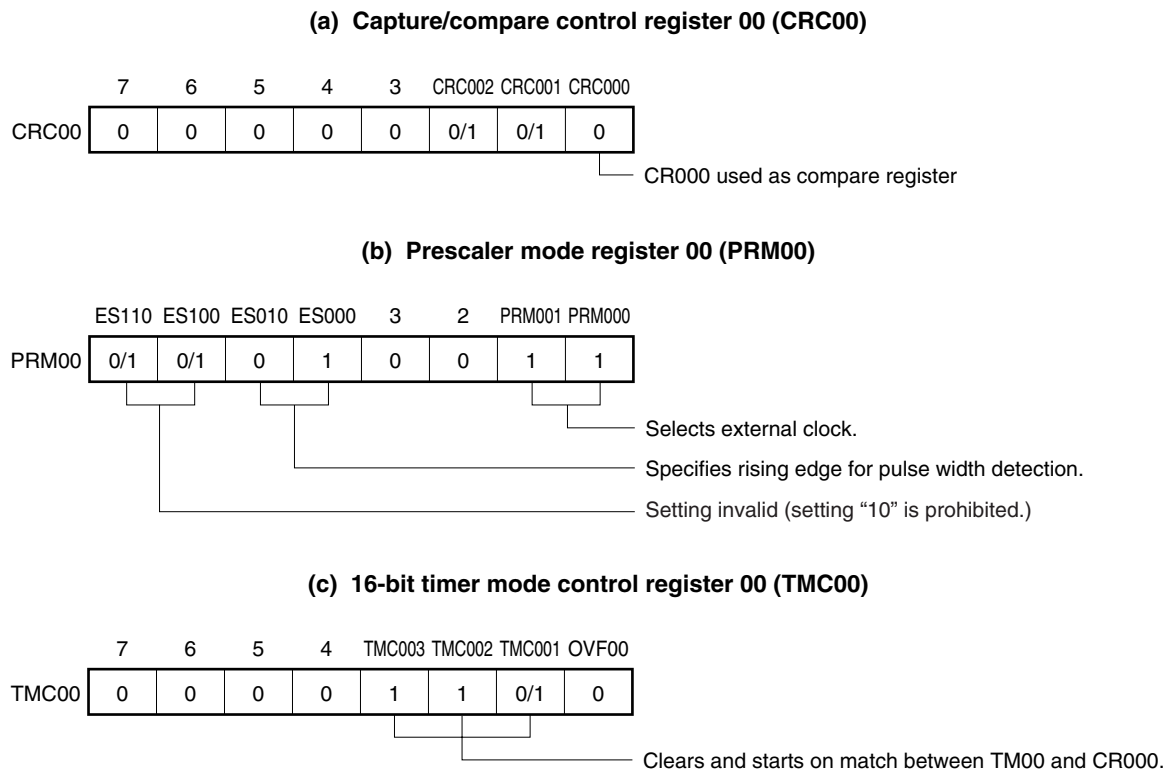 (a) Capture/compare control register 00 (CRC00)
7 6 5 4 3 CRC002 CRC001 CRC000
CRC00 0 0 0 0 0 0/1 0/1 0
CR000 used as compare register
(b) Prescaler mode register 00 (PRM00)
ES110 ES100 ES010 ES000 3 2 PRM001 PRM000
PRM00 0/1 0/1 0 1 0 0 1 1
Selects external clock.
Specifies rising edge for pulse width detection.
Setting invalid (setting “10” is prohibited.)
(c) 16-bit timer mode control register 00 (TMC00)
7 6 5 4 TMC003 TMC002 TMC001 OVF00
TMC00 0 0 0 0 1 1 0/1 0
Clears and starts on match between TM00 and CR000.